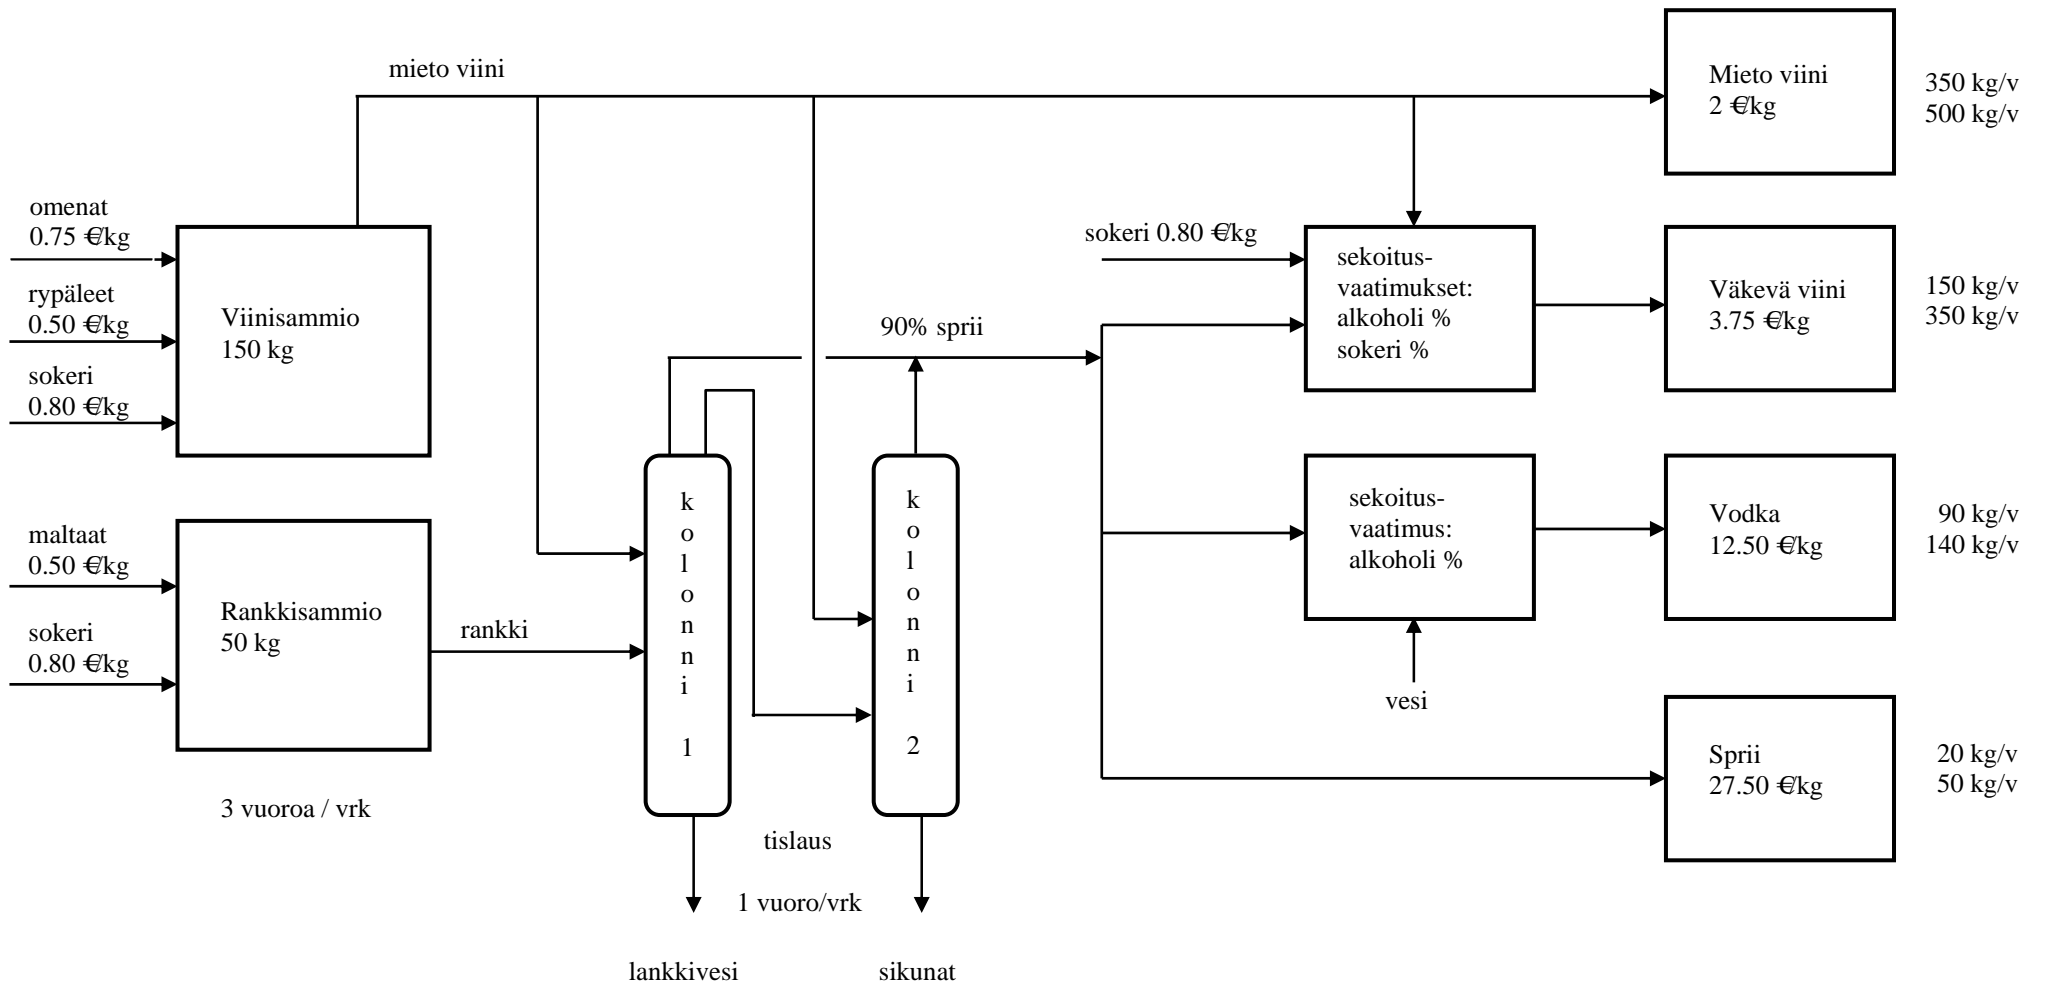 mieto viini
Mieto viini
2 €/kg
350 kg/v
500 kg/v
omenat
0.75 €/kg
rypäleet
0.50 €/kg
sokeri
0.80 €/kg
Viinisammio
150 kg
sokeri 0.80 €/kg
sekoitus-
vaatimukset:
alkoholi %
sokeri %
Väkevä viini
3.75 €/kg
150 kg/v
350 kg/v
90% sprii
maltaat
0.50 €/kg
sokeri
0.80 €/kg
Rankkisammio
50 kg
rankki
3 vuoroa / vrk
k
o
l
o
n
n
i
1
k
o
l
o
n
n
i
2
tislaus
1 vuoro/vrk
lankkivesi
sikunat
sekoitus-
vaatimus:
alkoholi %
vesi
Vodka
12.50 €/kg
90 kg/v
140 kg/v
Sprii
27.50 €/kg
20 kg/v
50 kg/v